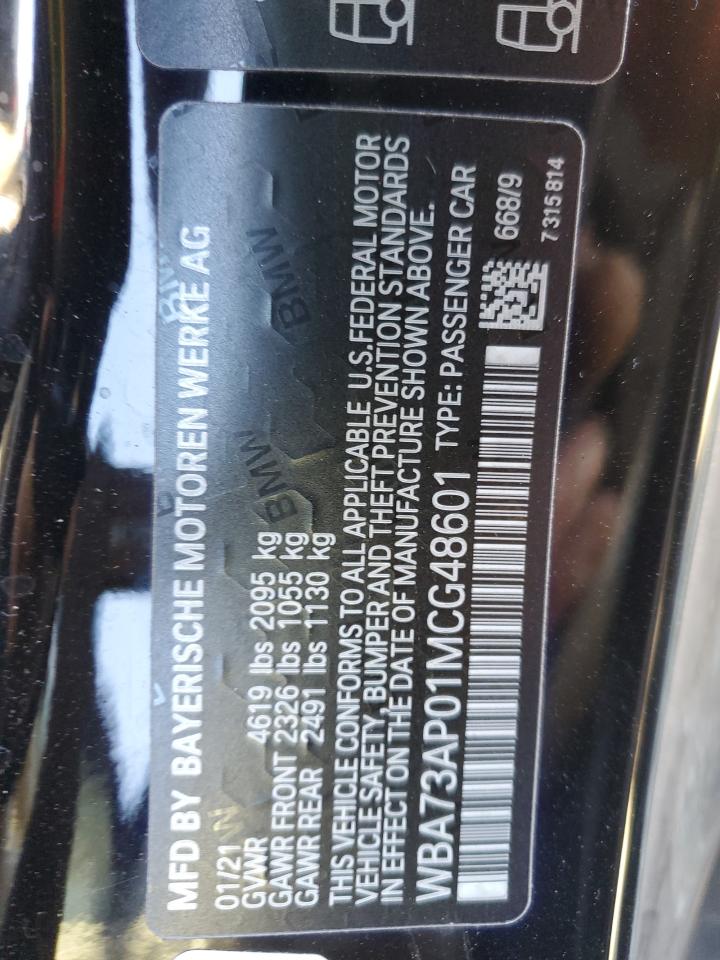 MFD BY BAYERISCHE MOTOREN WERKE AG
01/21
GVWR 4619 lbs 2095 kg
GAWR FRONT 2326 lbs 1055 kg
GAWR REAR 2491 lbs 1130 kg
THIS VEHICLE CONFORMS TO ALL APPLICABLE U.S.FEDERAL MOTOR
VEHICLE SAFETY, BUMPER AND THEFT PREVENTION STANDARDS
IN EFFECT ON THE DATE OF MANUFACTURE SHOWN ABOVE.
WBA73AP01MCG48601 TYPE: PASSENGER CAR
668/9
7 315 814
BMW
BMW